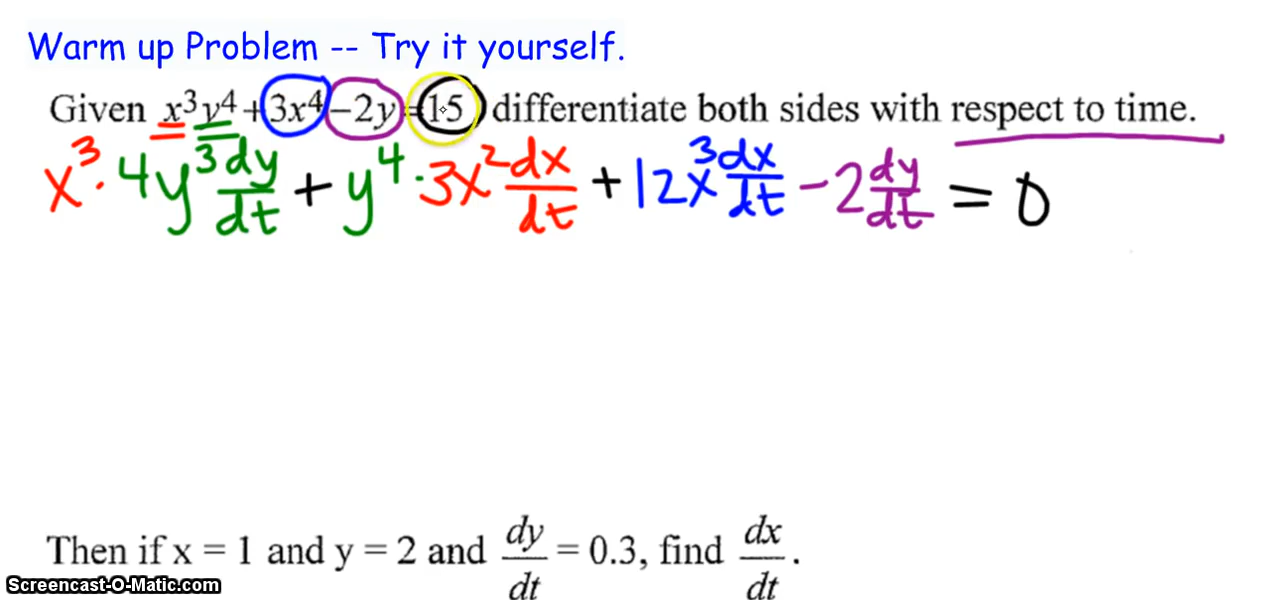 Warm up Problem -- Try it yourself.
Given x³y⁴ + 3x⁴ − 2y = 15 differentiate both sides with respect to time.
x³ · 4y³ dy/dt + y⁴ · 3x² dx/dt + 12x³ dx/dt − 2 dy/dt = 0
Then if x = 1 and y = 2 and dy/dt = 0.3, find dx/dt.
Screencast-O-Matic.com